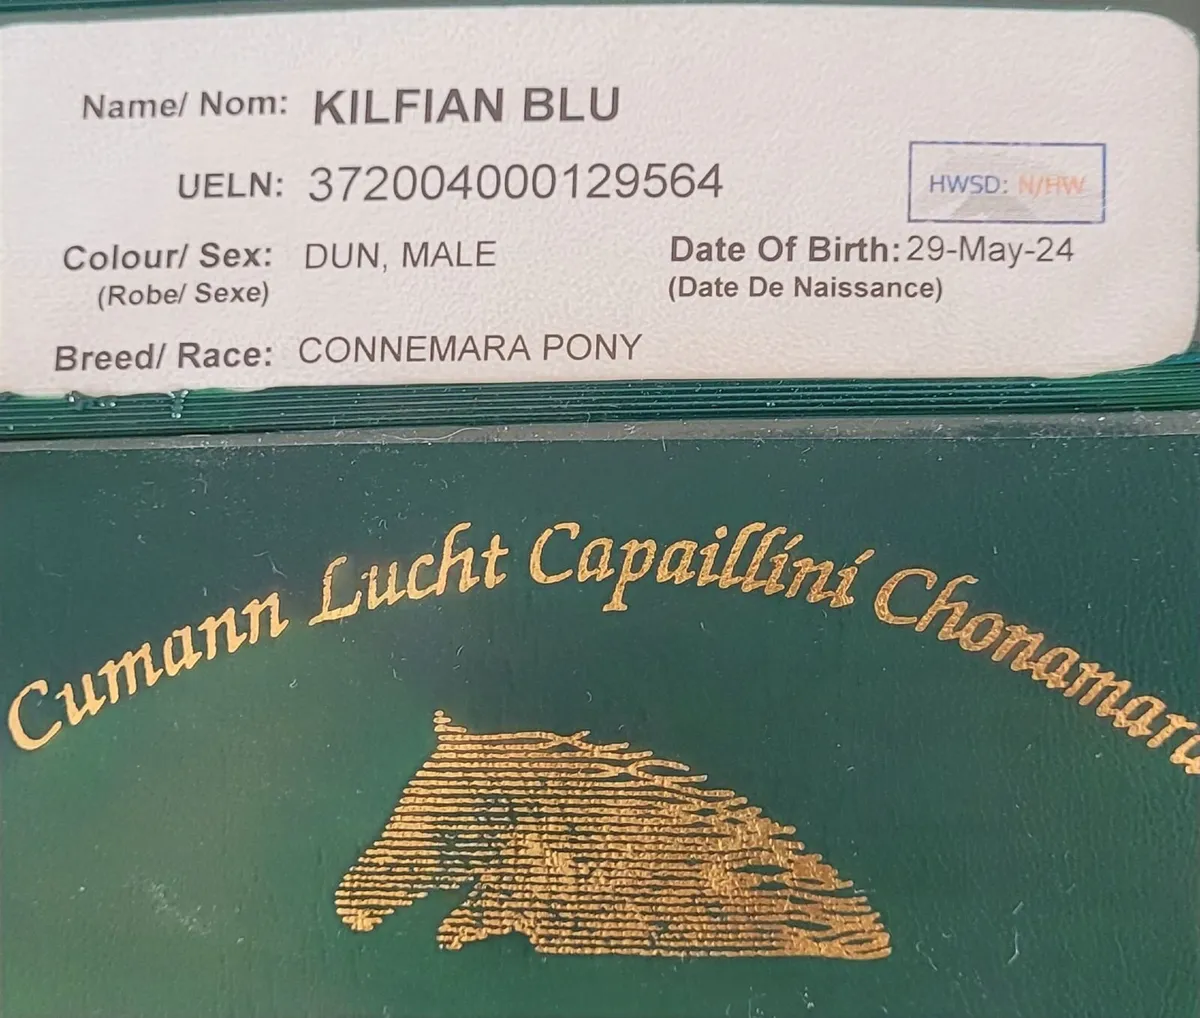 Name/ Nom: KILFIAN BLU
UELN: 372004000129564
HWSD: N/HW
Colour/ Sex: DUN, MALE
Date Of Birth: 29-May-24
(Robe/ Sexe)
(Date De Naissance)
Breed/ Race: CONNEMARA PONY
Cumann Lucht Capaillíní Chonamara